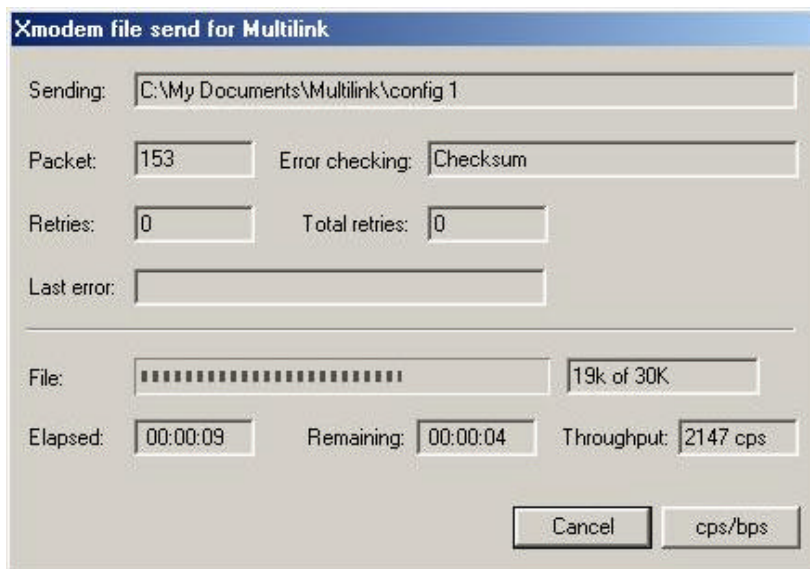 Xmodem file send for Multilink
Sending: C:\My Documents\Multilink\config 1
Packet: 153 Error checking: Checksum
Retries: 0 Total retries: 0
Last error:
File: 19k of 30K
Elapsed: 00:00:09 Remaining: 00:00:04 Throughput: 2147 cps
Cancel cps/bps